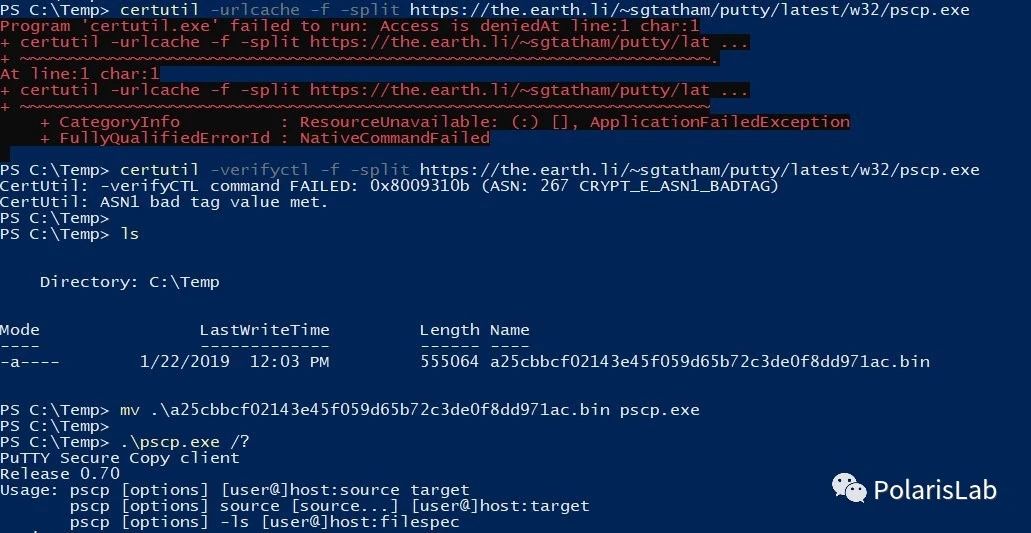 PS C:\Temp> certutil -urlcache -f -split https://the.earth.li/~sgtatham/putty/latest/w32/pscp.exe
Program 'certutil.exe' failed to run: Access is deniedAt line:1 char:1
+ certutil -urlcache -f -split https://the.earth.li/~sgtatham/putty/lat ...
+ ~~~~~~~~~~~~~~~~~~~~~~~~~~~~~~~~~~~~~~~~~~~~~~~~~~~~~~~~~~~~~~~~~~~~~.
At line:1 char:1
+ certutil -urlcache -f -split https://the.earth.li/~sgtatham/putty/lat ...
+ ~~~~~~~~~~~~~~~~~~~~~~~~~~~~~~~~~~~~~~~~~~~~~~~~~~~~~~~~~~~~~~~~~~~~~
    + CategoryInfo          : ResourceUnavailable: (:) [], ApplicationFailedException
    + FullyQualifiedErrorId : NativeCommandFailed
PS C:\Temp> certutil -verifyctl -f -split https://the.earth.li/~sgtatham/putty/latest/w32/pscp.exe
CertUtil: -verifyCTL command FAILED: 0x8009310b (ASN: 267 CRYPT_E_ASN1_BADTAG)
CertUtil: ASN1 bad tag value met.
PS C:\Temp>
PS C:\Temp> ls
    Directory: C:\Temp
Mode                LastWriteTime         Length Name
----                -------------         ------ ----
-a----        1/22/2019  12:03 PM         555064 a25cbbcf02143e45f059d65b72c3de0f8dd971ac.bin
PS C:\Temp> mv .\a25cbbcf02143e45f059d65b72c3de0f8dd971ac.bin pscp.exe
PS C:\Temp>
PS C:\Temp> .\pscp.exe /?
PuTTY Secure Copy client
Release 0.70
Usage: pscp [options] [user@]host:source target
       pscp [options] source [source...] [user@]host:target
       pscp [options] -ls [user@]host:filespec
PolarisLab